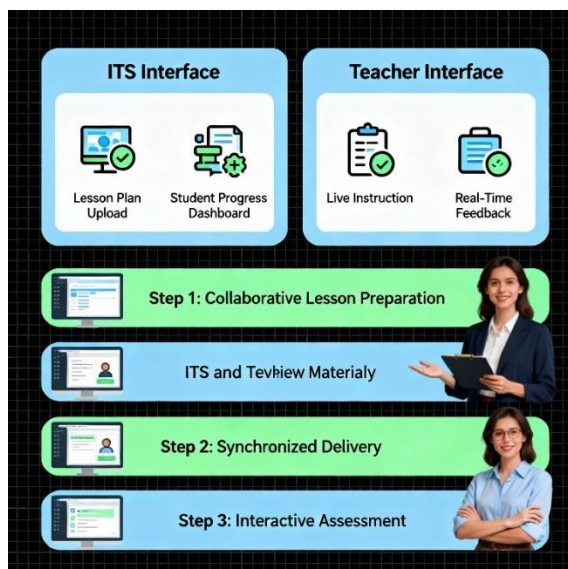 ITS Interface
Teacher Interface
Lesson Plan
Upload
Student Progress
Dashboard
Live Instruction
Real-Time
Feedback
Step 1: Collaborative Lesson Preparation
ITS and Tevhiew Materialy
Step 2: Synchronized Delivery
Step 3: Interactive Assessment